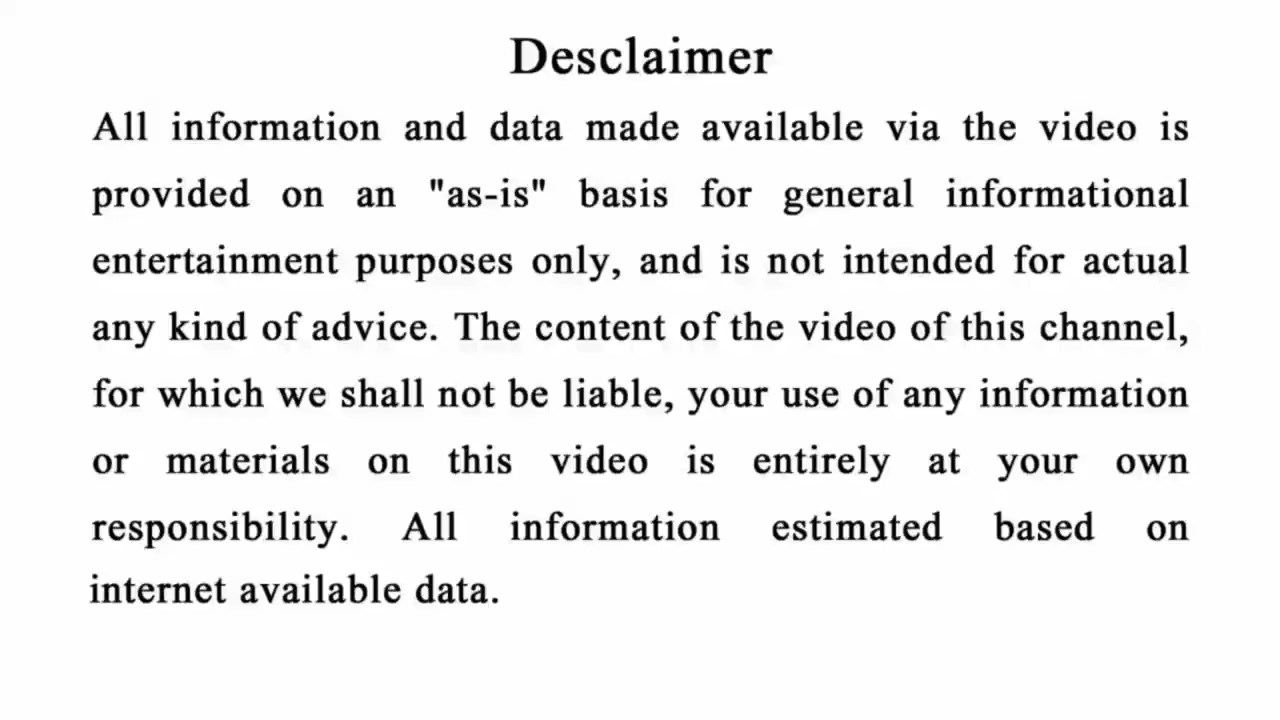 Desclaimer
All information and data made available via the video is
provided on an "as-is" basis for general informational
entertainment purposes only, and is not intended for actual
any kind of advice. The content of the video of this channel,
for which we shall not be liable, your use of any information
or materials on this video is entirely at your own
responsibility. All information estimated based on
internet available data.